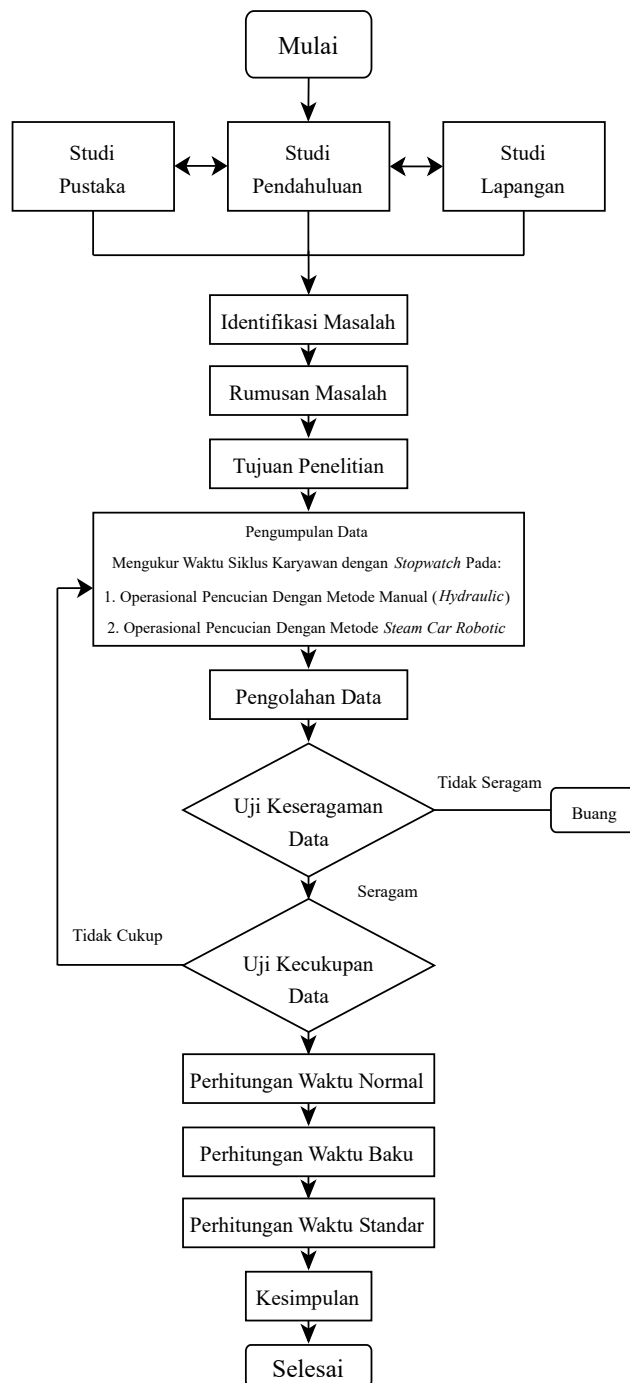 Mulai
Studi
Pustaka
Studi
Pendahuluan
Studi
Lapangan
Identifikasi Masalah
Rumusan Masalah
Tujuan Penelitian
Pengumpulan Data
Mengukur Waktu Siklus Karyawan dengan Stopwatch Pada:
1. Operasional Pencucian Dengan Metode Manual (Hydraulic)
2. Operasional Pencucian Dengan Metode Steam Car Robotic
Pengolahan Data
Uji Keseragaman
Data
Tidak Seragam
Buang
Seragam
Tidak Cukup
Uji Kecukupan
Data
Perhitungan Waktu Normal
Perhitungan Waktu Baku
Perhitungan Waktu Standar
Kesimpulan
Selesai